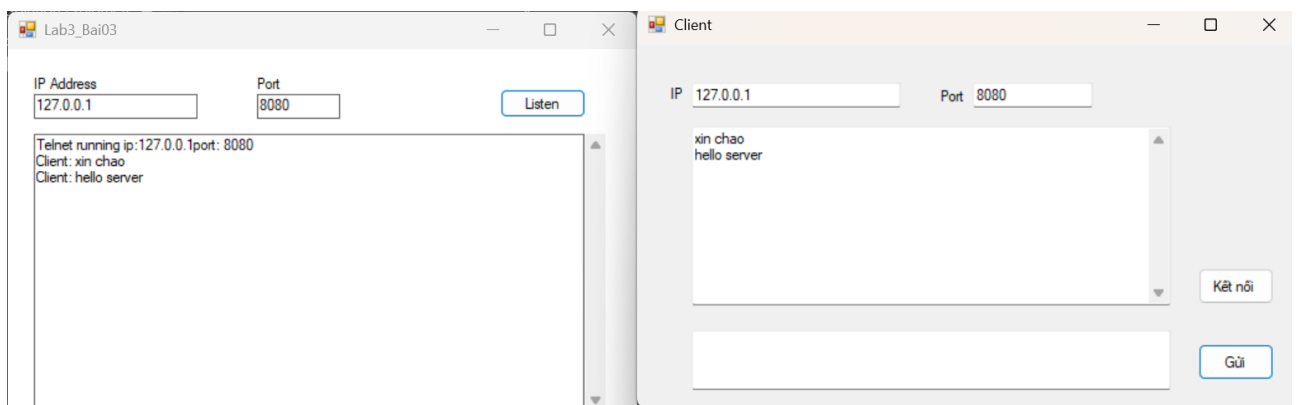 Lab3_Bai03
IP Address Port
127.0.0.1 8080
Listen
Telnet running ip:127.0.0.1port: 8080
Client: xin chao
Client: hello server
Client
IP 127.0.0.1 Port 8080
xin chao
hello server
Kết nối
Gửi